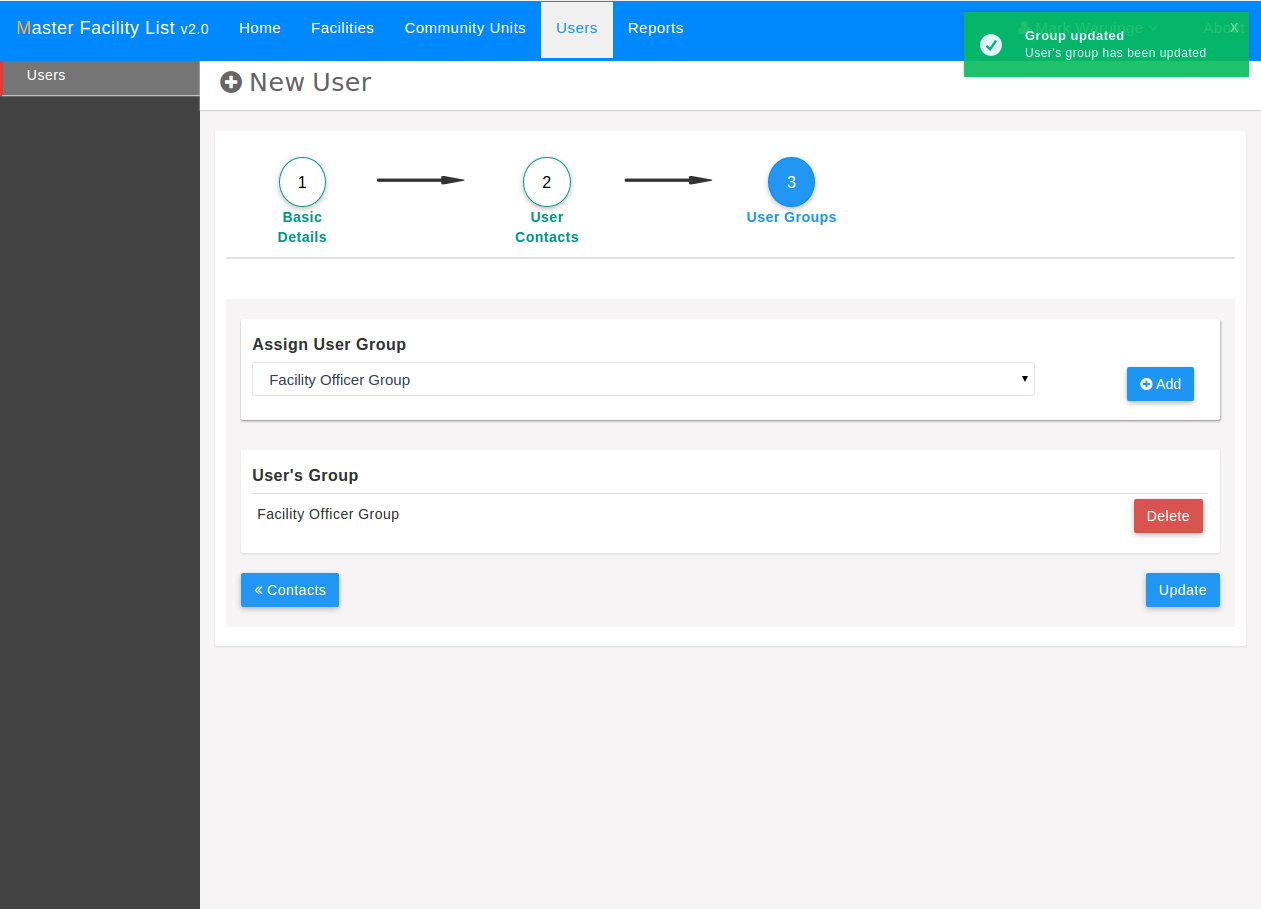 Master Facility List v2.0
Home
Facilities
Community Units
Users
Reports
Group updated
User's group has been updated
X
Users
New User
1
Basic
Details
2
User
Contacts
3
User Groups
Assign User Group
Facility Officer Group
Add
User's Group
Facility Officer Group
Delete
« Contacts
Update